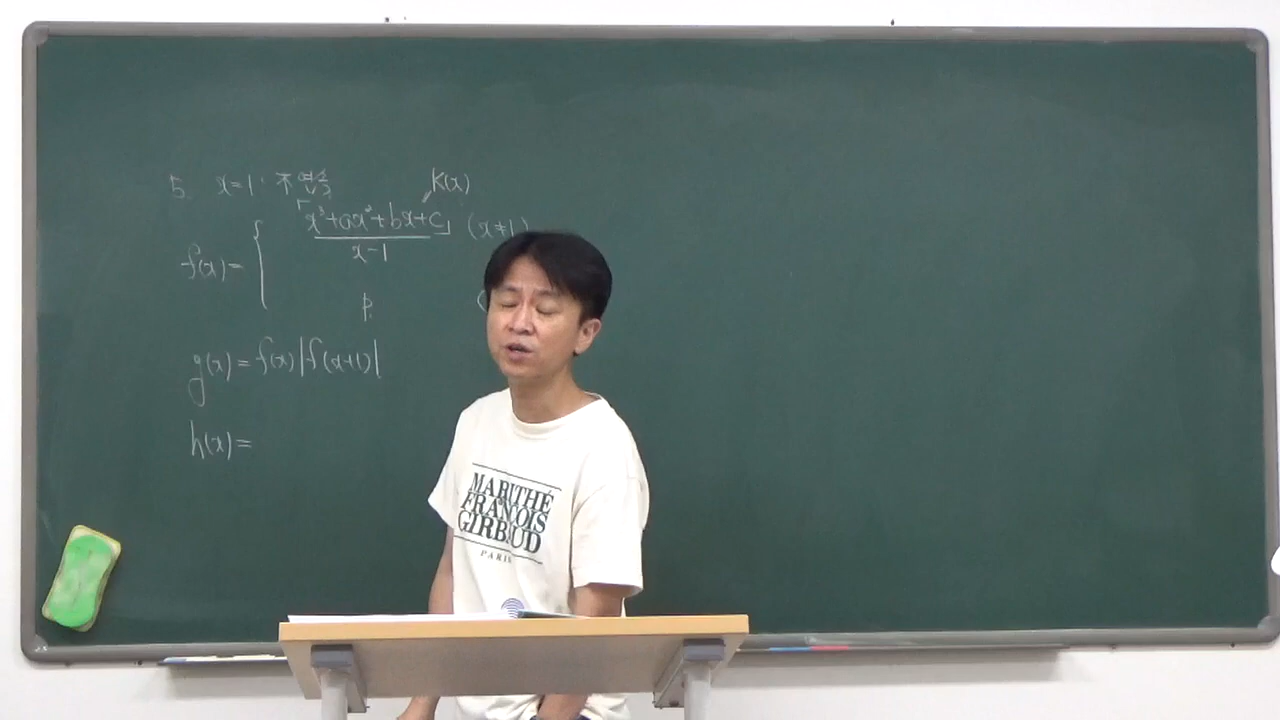 5. x=1: 不연속
K(x)
f(x)= { x³+ax²+bx+c / x-1 (x≠1)
p (
g(x)=f(x)|f(x+1)|
h(x)=
MARITHÉ
FRANÇOIS
GIRBAUD
PARIS